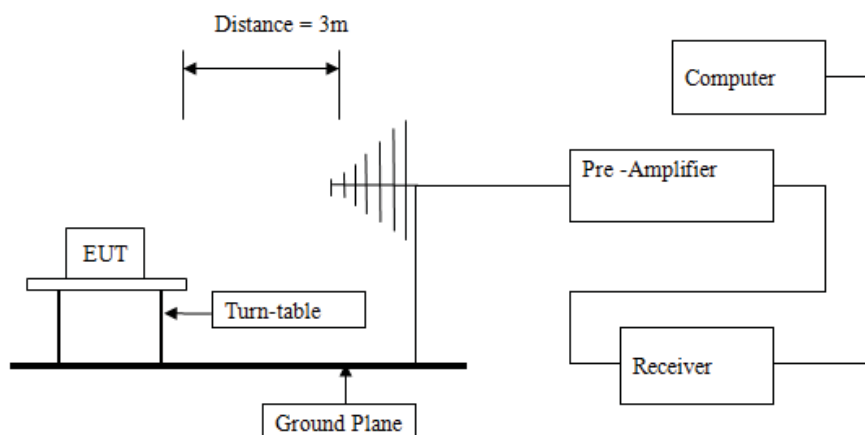 Distance = 3m
Computer
Pre -Amplifier
EUT
Turn-table
Receiver
Ground Plane